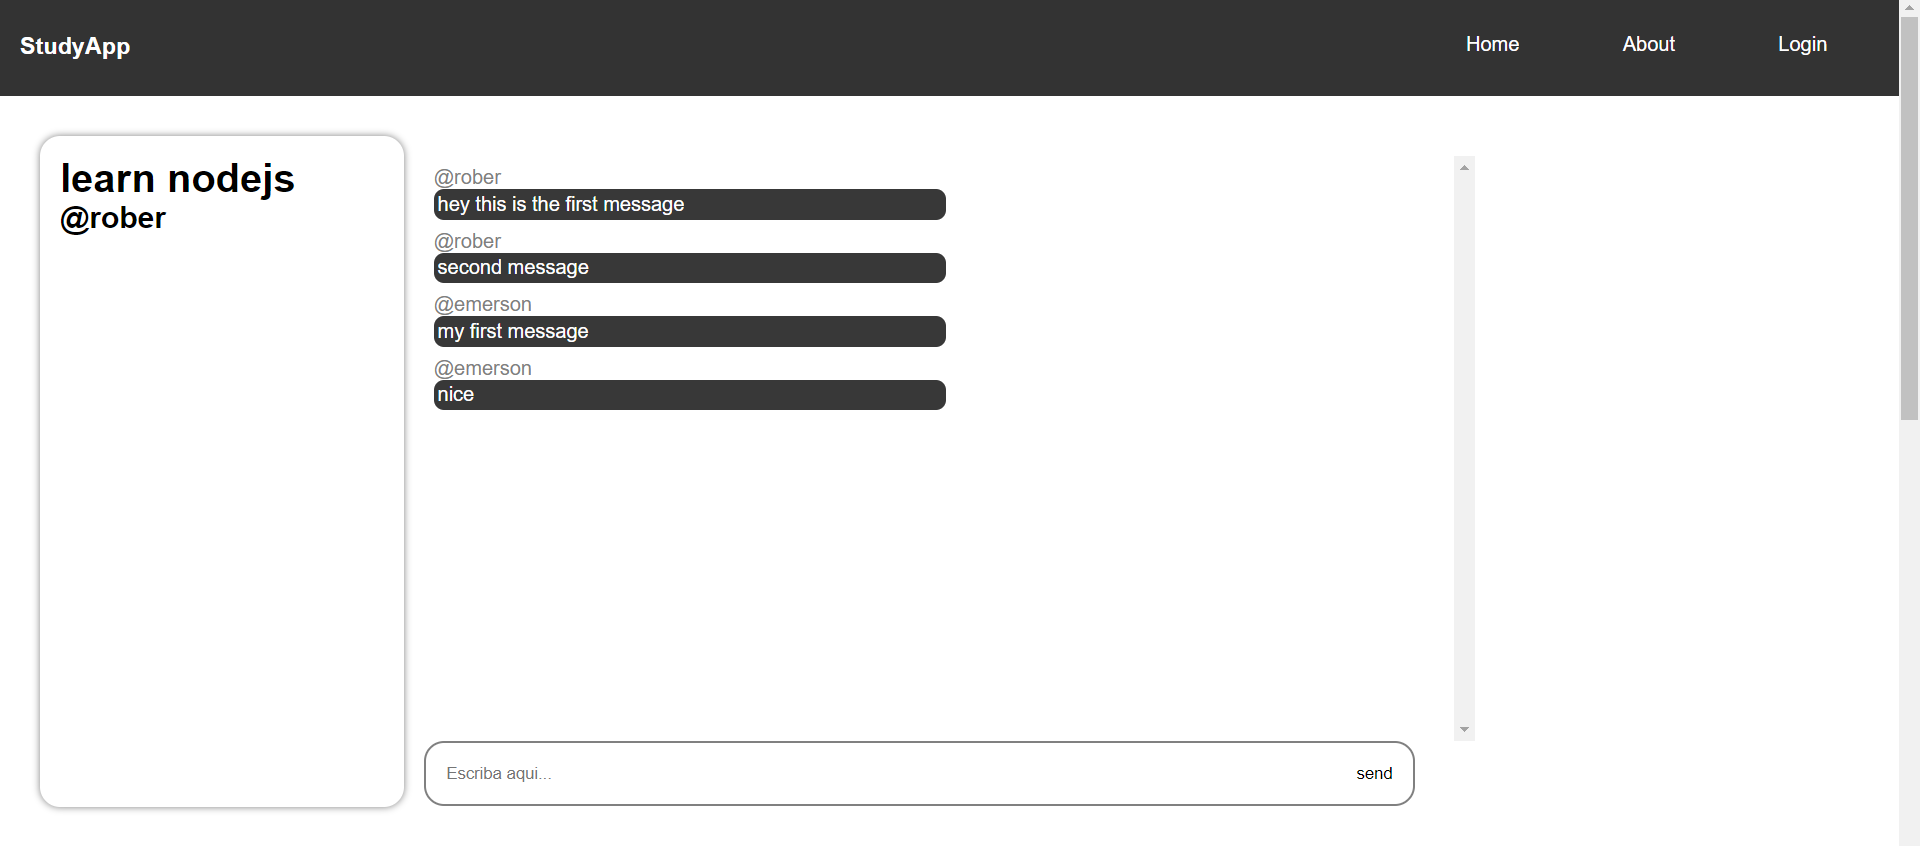 StudyApp
Home About Login
learn nodejs
@rober
@rober
hey this is the first message
@rober
second message
@emerson
my first message
@emerson
nice
Escriba aqui...
send